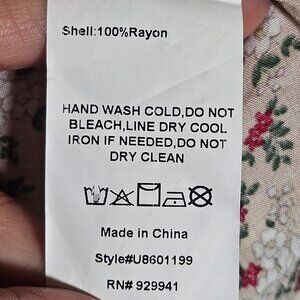 Shell:100%Rayon
HAND WASH COLD,DO NOT
BLEACH,LINE DRY COOL
IRON IF NEEDED,DO NOT
DRY CLEAN
Made in China
Style#U8601199
RN# 929941